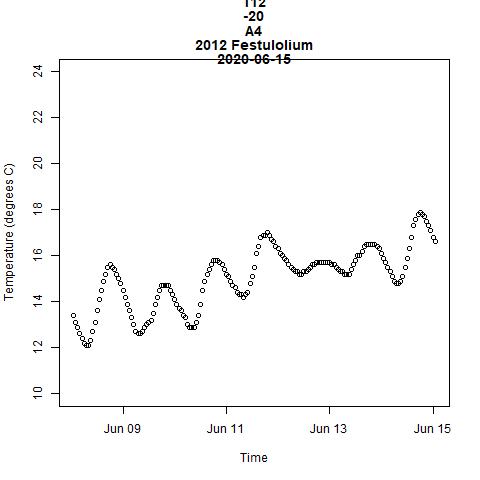 T12
-20
A4
2012 Festulolium
2020-06-15
Temperature (degrees C)
24
22
20
18
16
14
12
10
Jun 09
Jun 11
Jun 13
Jun 15
Time